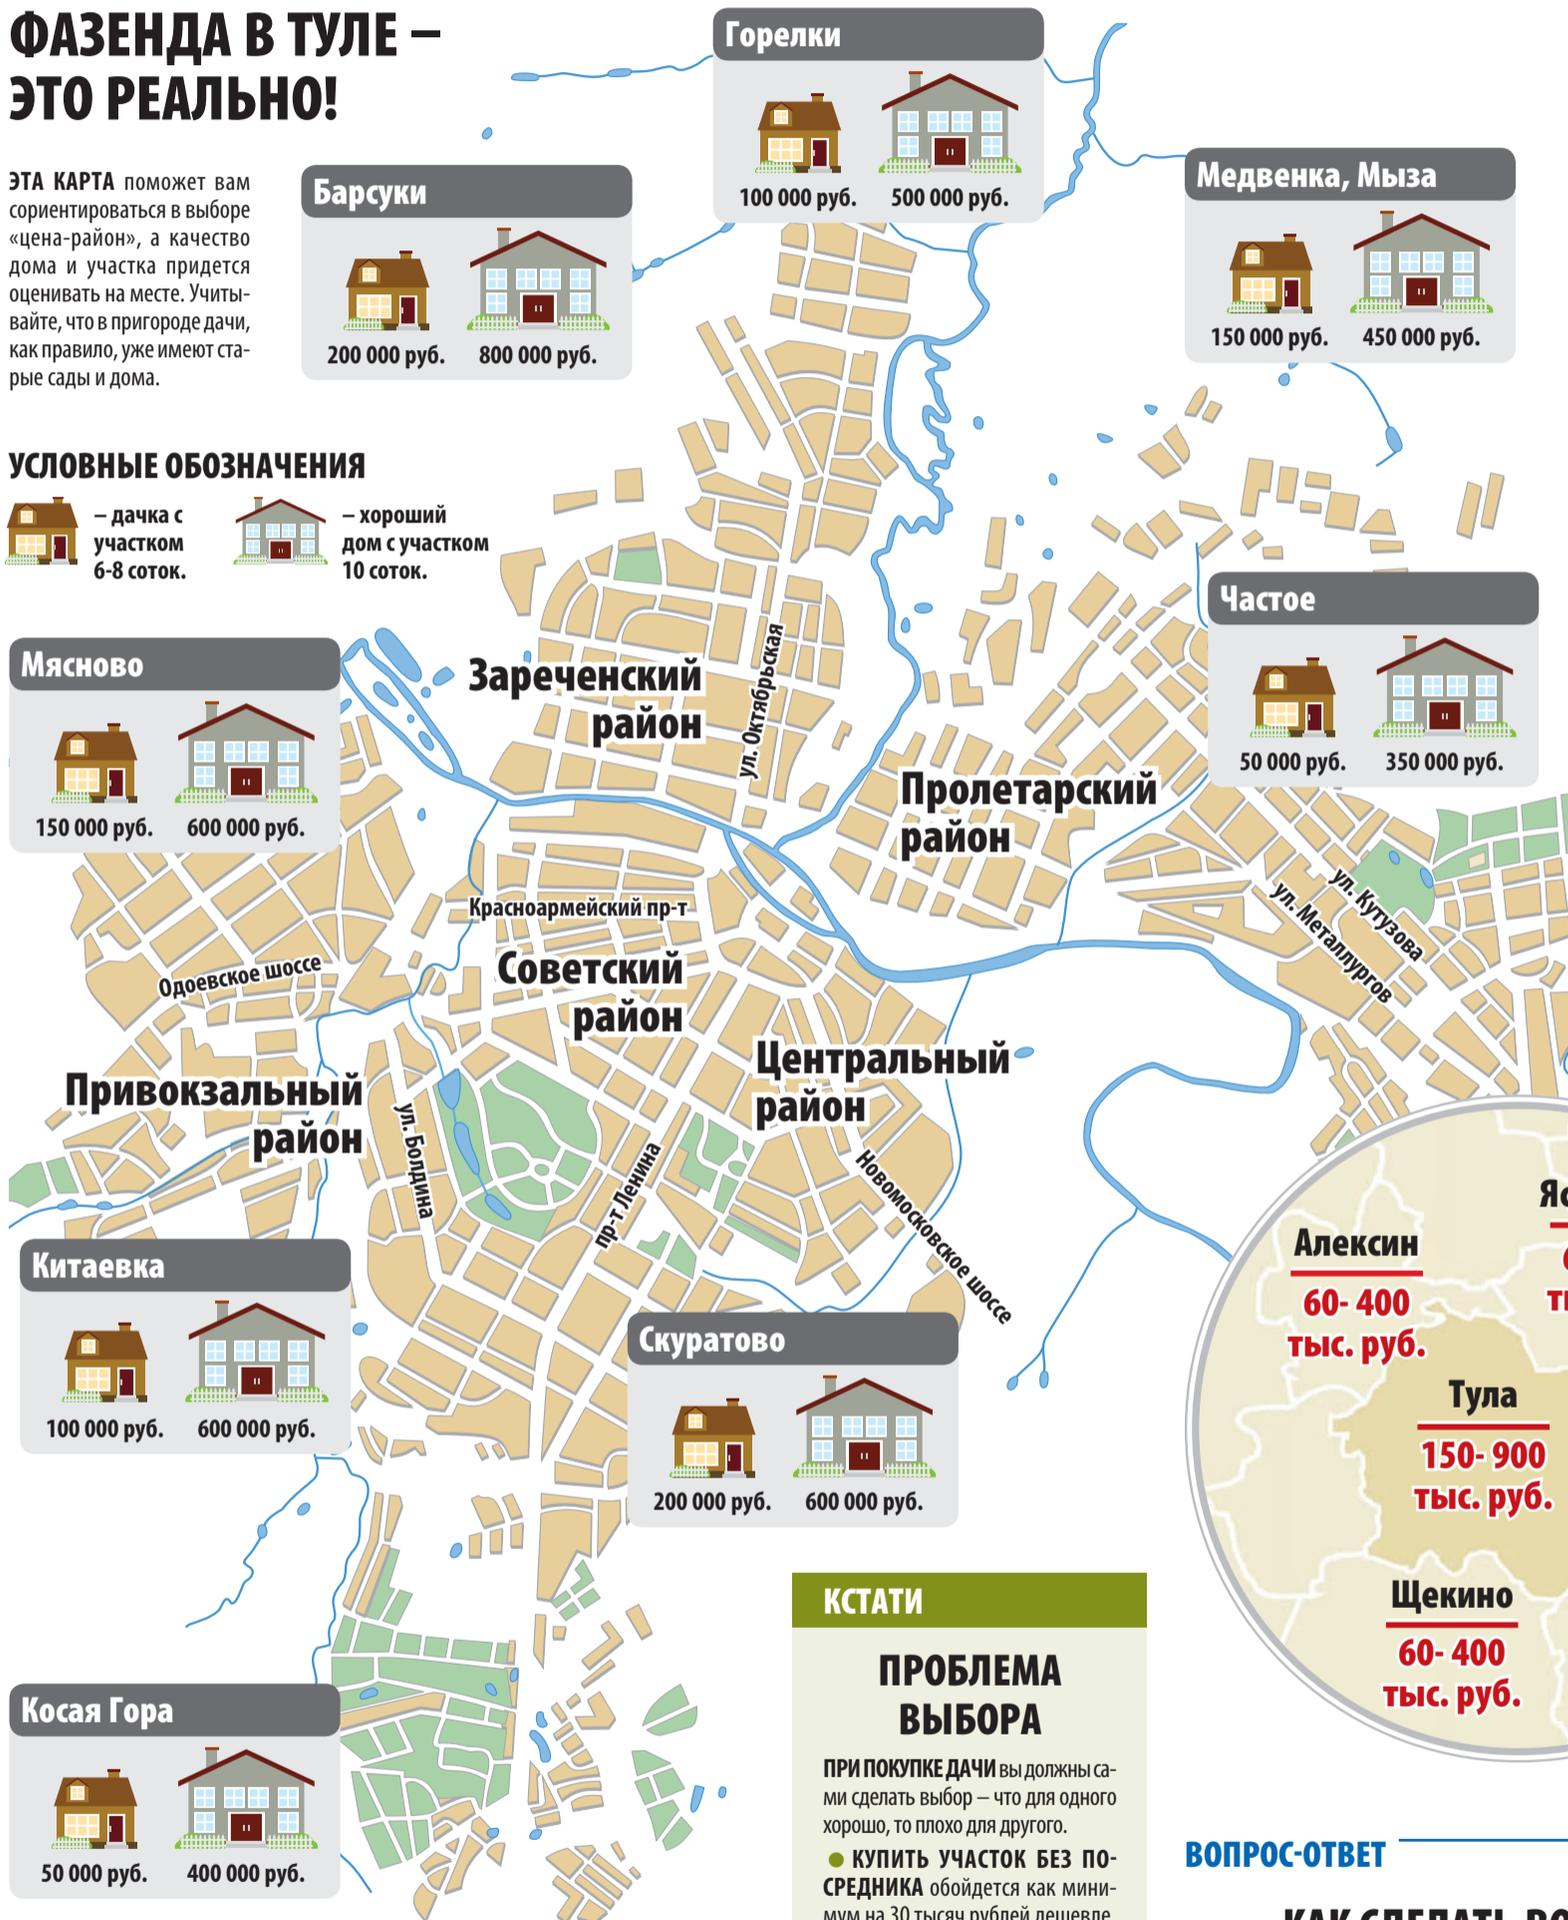 ФАЗЕНДА В ТУЛЕ –
ЭТО РЕАЛЬНО!
ЭТА КАРТА поможет вам
сориентироваться в выборе
«цена-район», а качество
дома и участка придется
оценивать на месте. Учиты-
вайте, что в пригороде дачи,
как правило, уже имеют ста-
рые сады и дома.
УСЛОВНЫЕ ОБОЗНАЧЕНИЯ
– дачка с
участком
6-8 соток.
– хороший
дом с участком
10 соток.
Горелки
100 000 руб. 500 000 руб.
Барсуки
200 000 руб. 800 000 руб.
Медвенка, Мыза
150 000 руб. 450 000 руб.
Частое
50 000 руб. 350 000 руб.
Мясново
150 000 руб. 600 000 руб.
Зареченский
район
ул. Октябрьская
Пролетарский
район
ул. Кутузова
ул. Металлургов
Красноармейский пр-т
Одоевское шоссе
Советский
район
Центральный
район
Привокзальный
район
ул. Болдина
пр-т Ленина
Новомосковское шоссе
Китаевка
100 000 руб. 600 000 руб.
Скуратово
200 000 руб. 600 000 руб.
Косая Гора
50 000 руб. 400 000 руб.
Алексин
60- 400
тыс. руб.
Тула
150- 900
тыс. руб.
Щекино
60- 400
тыс. руб.
КСТАТИ
ПРОБЛЕМА
ВЫБОРА
ПРИ ПОКУПКЕ ДАЧИ вы должны са-
ми сделать выбор – что для одного
хорошо, то плохо для другого.
● КУПИТЬ УЧАСТОК БЕЗ ПО-
СРЕДНИКА обойдется как мини-
мум на 30 тысяч рублей дешевле.
ВОПРОС-ОТВЕТ
КАК СДЕЛАТЬ